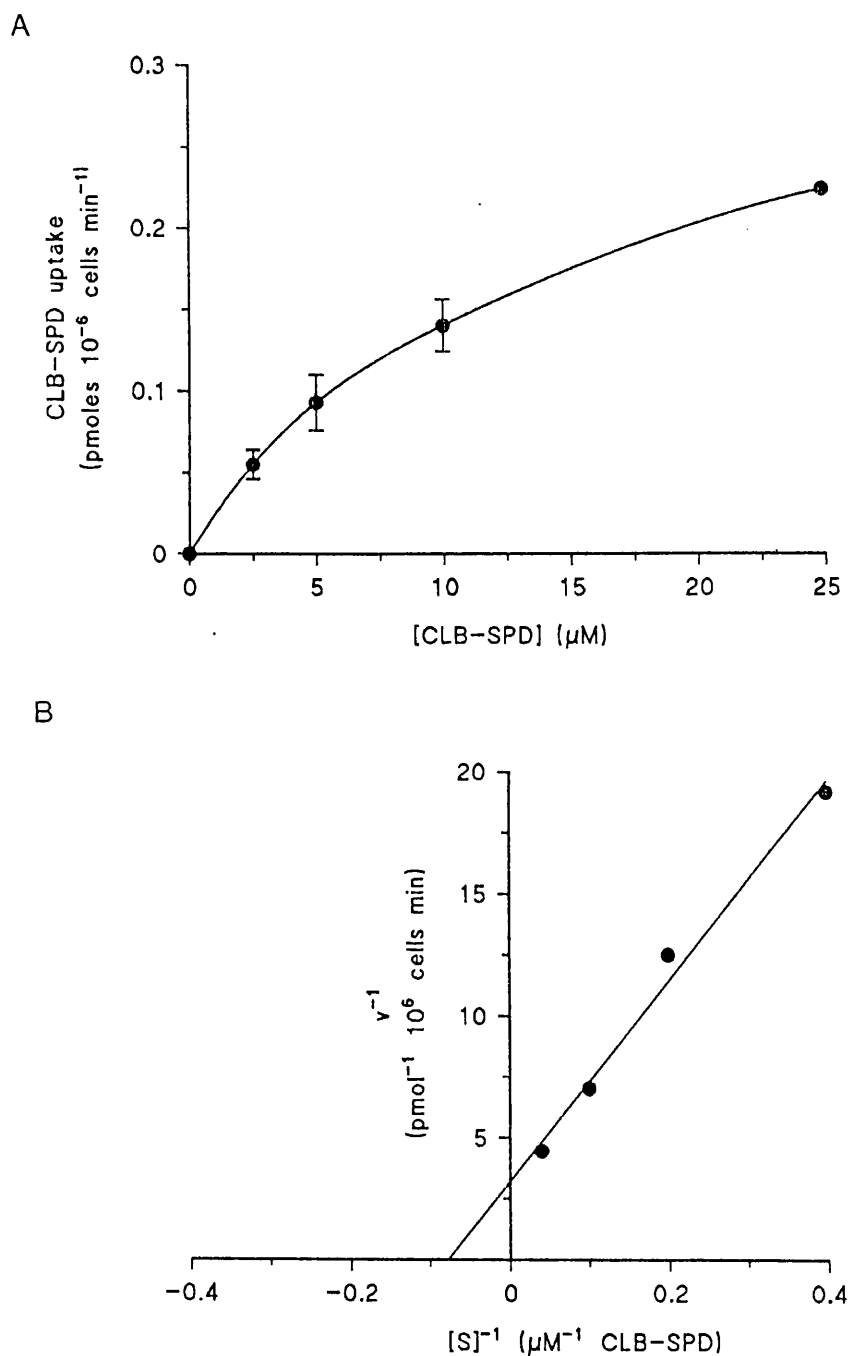 A
0.3
0.2
0.1
0
CLB-SPD uptake
(pmoles 10⁻⁶ cells min⁻¹)
0 5 10 15 20 25
[CLB-SPD] (μM)
B
20
15
10
5
v⁻¹
(pmol⁻¹ 10⁶ cells min)
-0.4 -0.2 0 0.2 0.4
[S]⁻¹ (μM⁻¹ CLB-SPD)